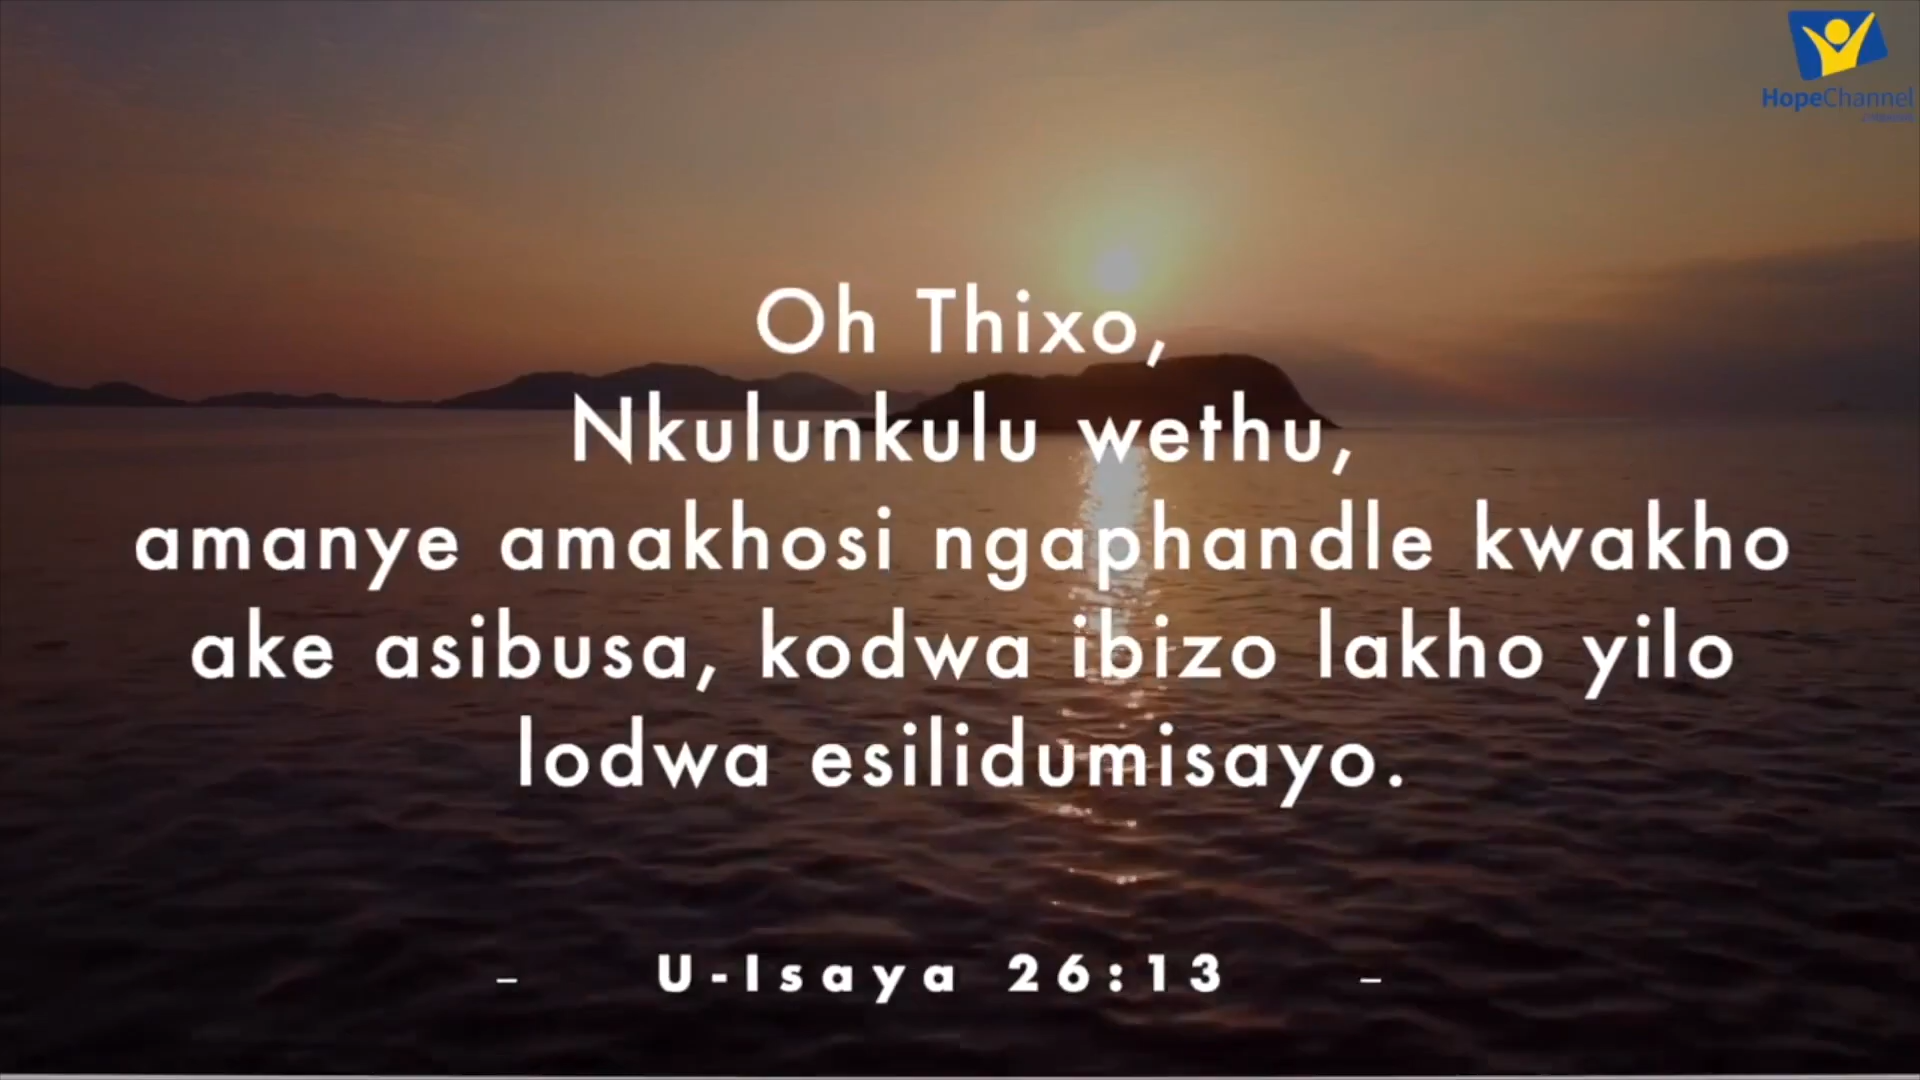 HopeChannel
Oh Thixo,
Nkulunkulu wethu,
amanye amakhosi ngaphandle kwakho
ake asibusa, kodwa ibizo lakho yilo
lodwa esilidumisayo.
– U-Isaya 26:13 –